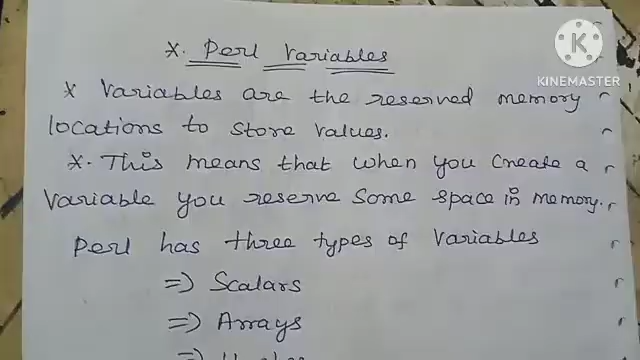 *. Perl Variables
KINEMASTER
* Variables are the reserved memory
locations to store values.
*. This means that when you create a
variable you reserve some space in memory.
Perl has three types of variables
=) Scalars
=) Arrays
=)